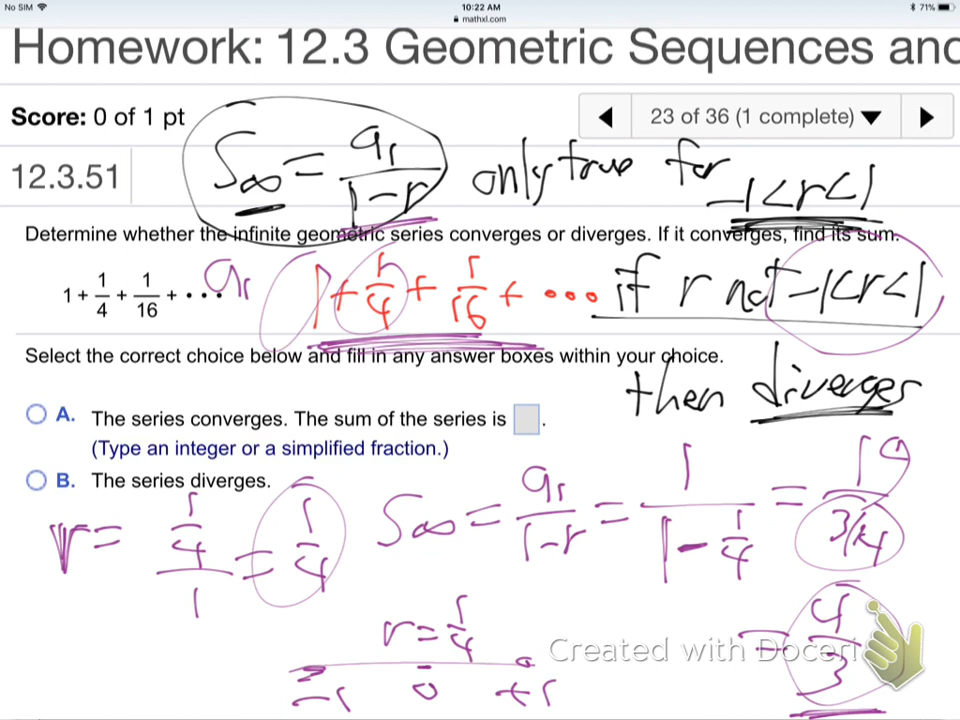 No SIM 10:22 AM 71%
mathxl.com
Homework: 12.3 Geometric Sequences and
Score: 0 of 1 pt 23 of 36 (1 complete)
S∞ = a₁/(1-r) only true for -1<r<1
12.3.51
Determine whether the infinite geometric series converges or diverges. If it converges, find its sum.
1 + 1/4 + 1/16 + • • • a₁ 1 + 1/4 + 1/16 + ... if r not -1<r<1
Select the correct choice below and fill in any answer boxes within your choice.
then diverges
A. The series converges. The sum of the series is .
(Type an integer or a simplified fraction.)
B. The series diverges.
r = (1/4)/1 = 1/4 S∞ = a₁/(1-r) = 1/(1 - 1/4) = 1/(3/4)
r = 1/4
-1 0 +1
= 4/3
Created with Doceri